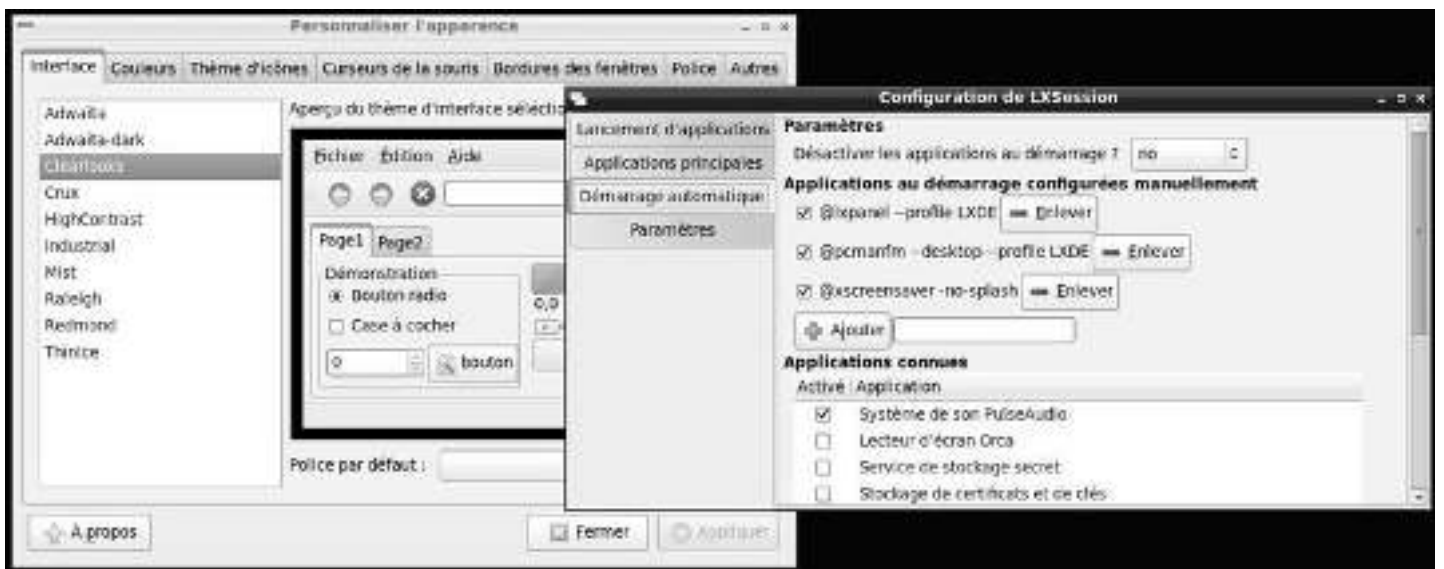 Personnaliser l'apparence
Interface Couleurs Thème d'icônes Curseurs de la souris Bordures des fenêtres Police Autres
Adwaita
Adwaita-dark
Clearlooks
Crux
HighContrast
Industrial
Mist
Raleigh
Redmond
ThinIce
Aperçu du thème d'interface sélectio
Fichier Édition Aide
Page1 Page2
Démonstration
Bouton radio
Case à cocher
0 bouton
0,0
Police par défaut :
À propos
Fermer
Appliquer
Configuration de LXSession
Lancement d'applications
Applications principales
Démarrage automatique
Paramètres
Paramètres
Désactiver les applications au démarrage ? no
Applications au démarrage configurées manuellement
@lxpanel --profile LXDE Enlever
@pcmanfm --desktop --profile LXDE Enlever
@xscreensaver -no-splash Enlever
Ajouter
Applications connues
Activé Application
Système de son PulseAudio
Lecteur d'écran Orca
Service de stockage secret
Stockage de certificats et de clés